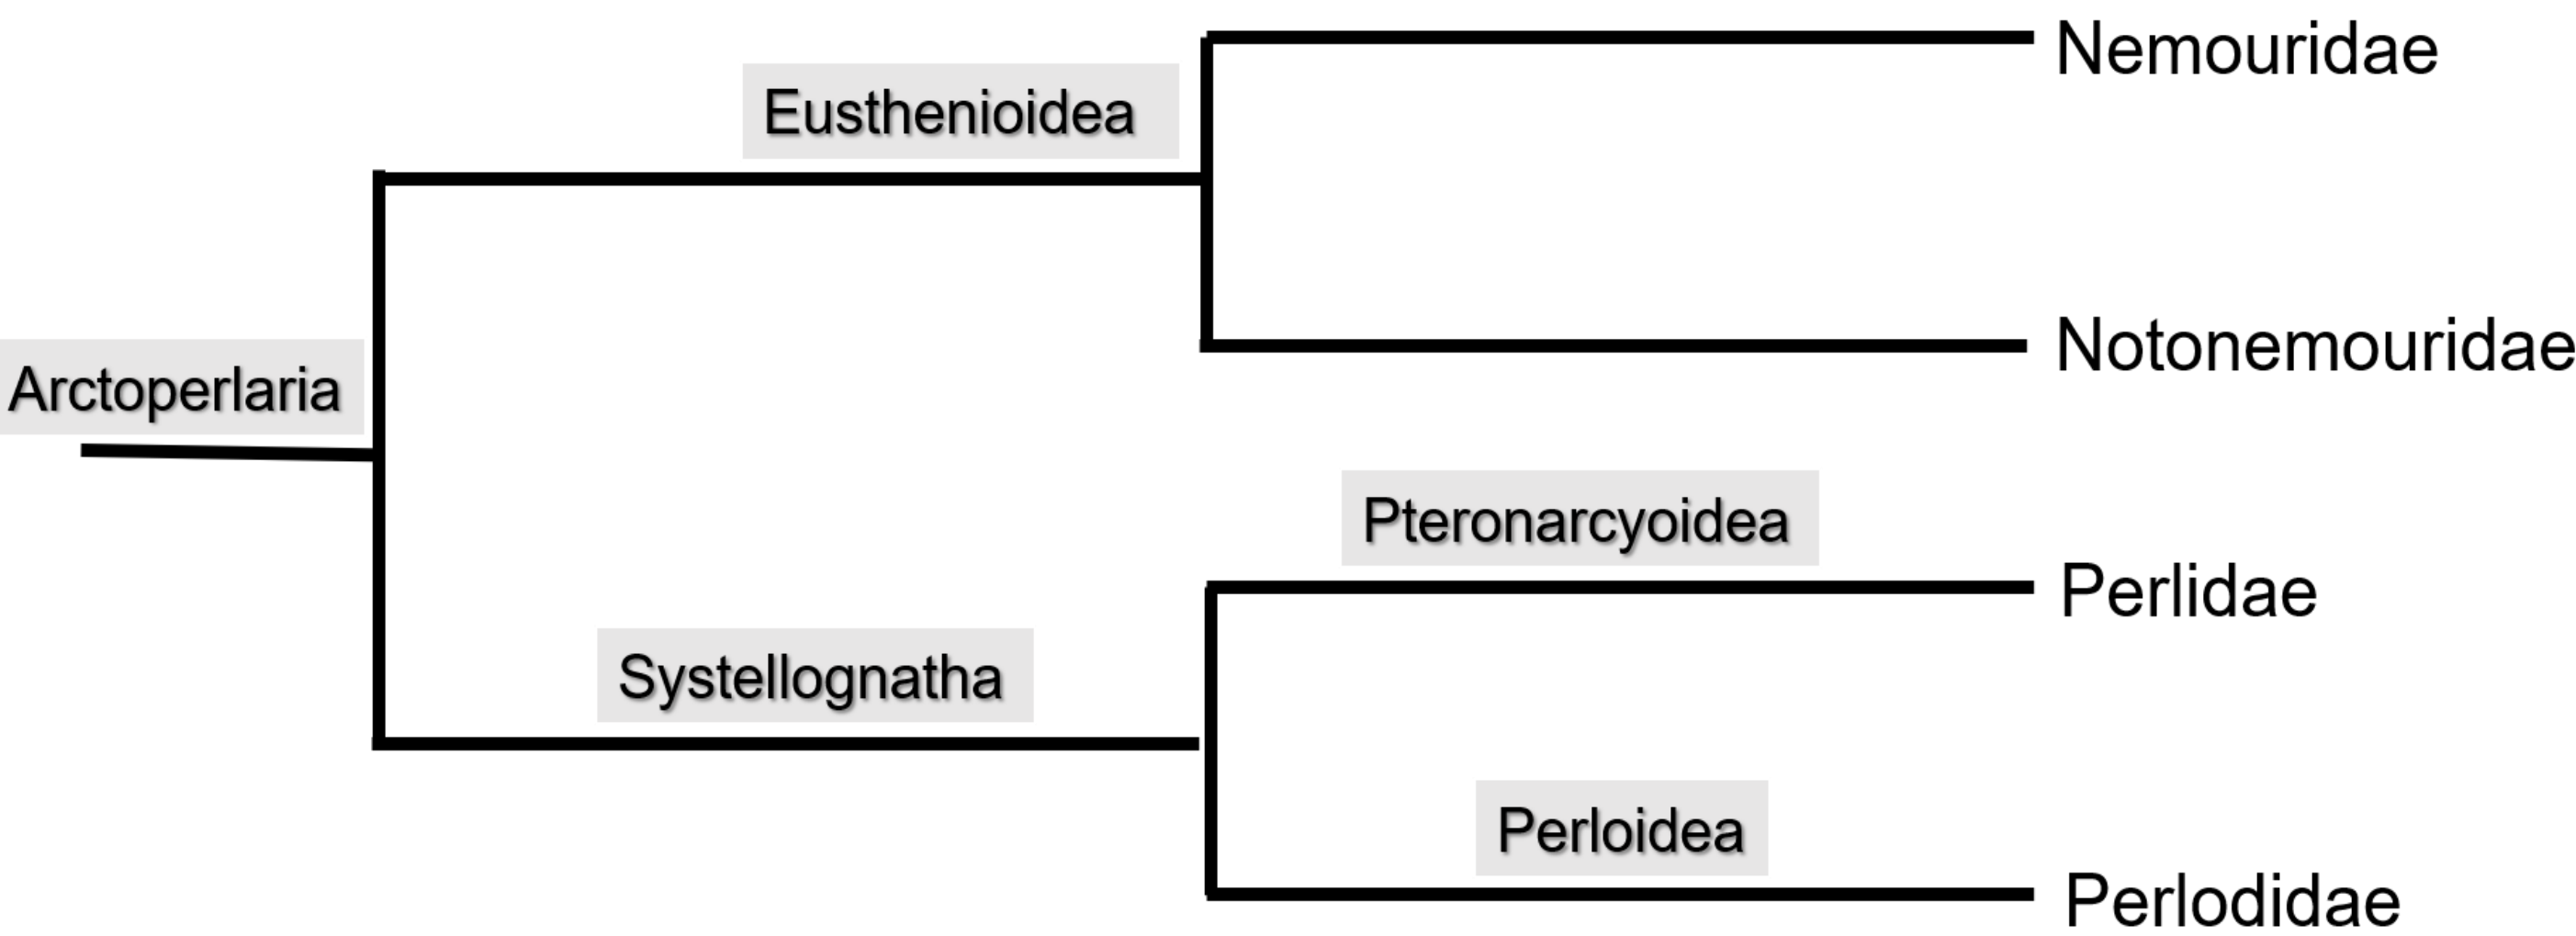 Nemouridae
Eusthenioidea
Notonemouridae
Arctoperlaria
Pteronarcyoidea
Perlidae
Systellognatha
Perloidea
Perlodidae